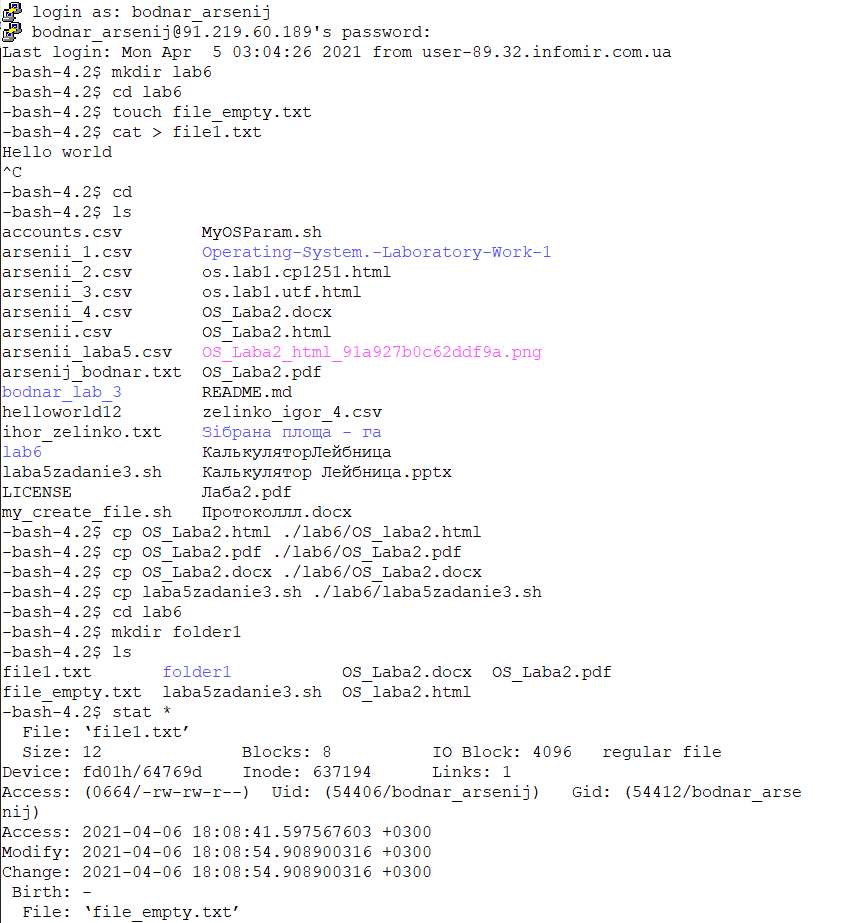 login as: bodnar_arsenij
bodnar_arsenij@91.219.60.189's password:
Last login: Mon Apr  5 03:04:26 2021 from user-89.32.infomir.com.ua
-bash-4.2$ mkdir lab6
-bash-4.2$ cd lab6
-bash-4.2$ touch file_empty.txt
-bash-4.2$ cat > file1.txt
Hello world
^C
-bash-4.2$ cd
-bash-4.2$ ls
accounts.csv        MyOSParam.sh
arsenii_1.csv       Operating-System.-Laboratory-Work-1
arsenii_2.csv       os.lab1.cp1251.html
arsenii_3.csv       os.lab1.utf.html
arsenii_4.csv       OS_Laba2.docx
arsenii.csv         OS_Laba2.html
arsenii_laba5.csv   OS_Laba2_html_91a927b0c62ddf9a.png
arsenij_bodnar.txt  OS_Laba2.pdf
bodnar_lab_3        README.md
helloworld12        zelinko_igor_4.csv
ihor_zelinko.txt    Зібрана площа - га
lab6                КалькуляторЛейбница
laba5zadanie3.sh    Калькулятор Лейбница.pptx
LICENSE             Лаба2.pdf
my_create_file.sh   Протоколлл.docx
-bash-4.2$ cp OS_Laba2.html ./lab6/OS_laba2.html
-bash-4.2$ cp OS_Laba2.pdf ./lab6/OS_Laba2.pdf
-bash-4.2$ cp OS_Laba2.docx ./lab6/OS_Laba2.docx
-bash-4.2$ cp laba5zadanie3.sh ./lab6/laba5zadanie3.sh
-bash-4.2$ cd lab6
-bash-4.2$ mkdir folder1
-bash-4.2$ ls
file1.txt       folder1           OS_Laba2.docx  OS_Laba2.pdf
file_empty.txt  laba5zadanie3.sh  OS_laba2.html
-bash-4.2$ stat *
  File: ‘file1.txt’
  Size: 12              Blocks: 8          IO Block: 4096   regular file
Device: fd01h/64769d    Inode: 637194      Links: 1
Access: (0664/-rw-rw-r--)  Uid: (54406/bodnar_arsenij)   Gid: (54412/bodnar_arse
nij)
Access: 2021-04-06 18:08:41.597567603 +0300
Modify: 2021-04-06 18:08:54.908900316 +0300
Change: 2021-04-06 18:08:54.908900316 +0300
 Birth: -
  File: ‘file_empty.txt’